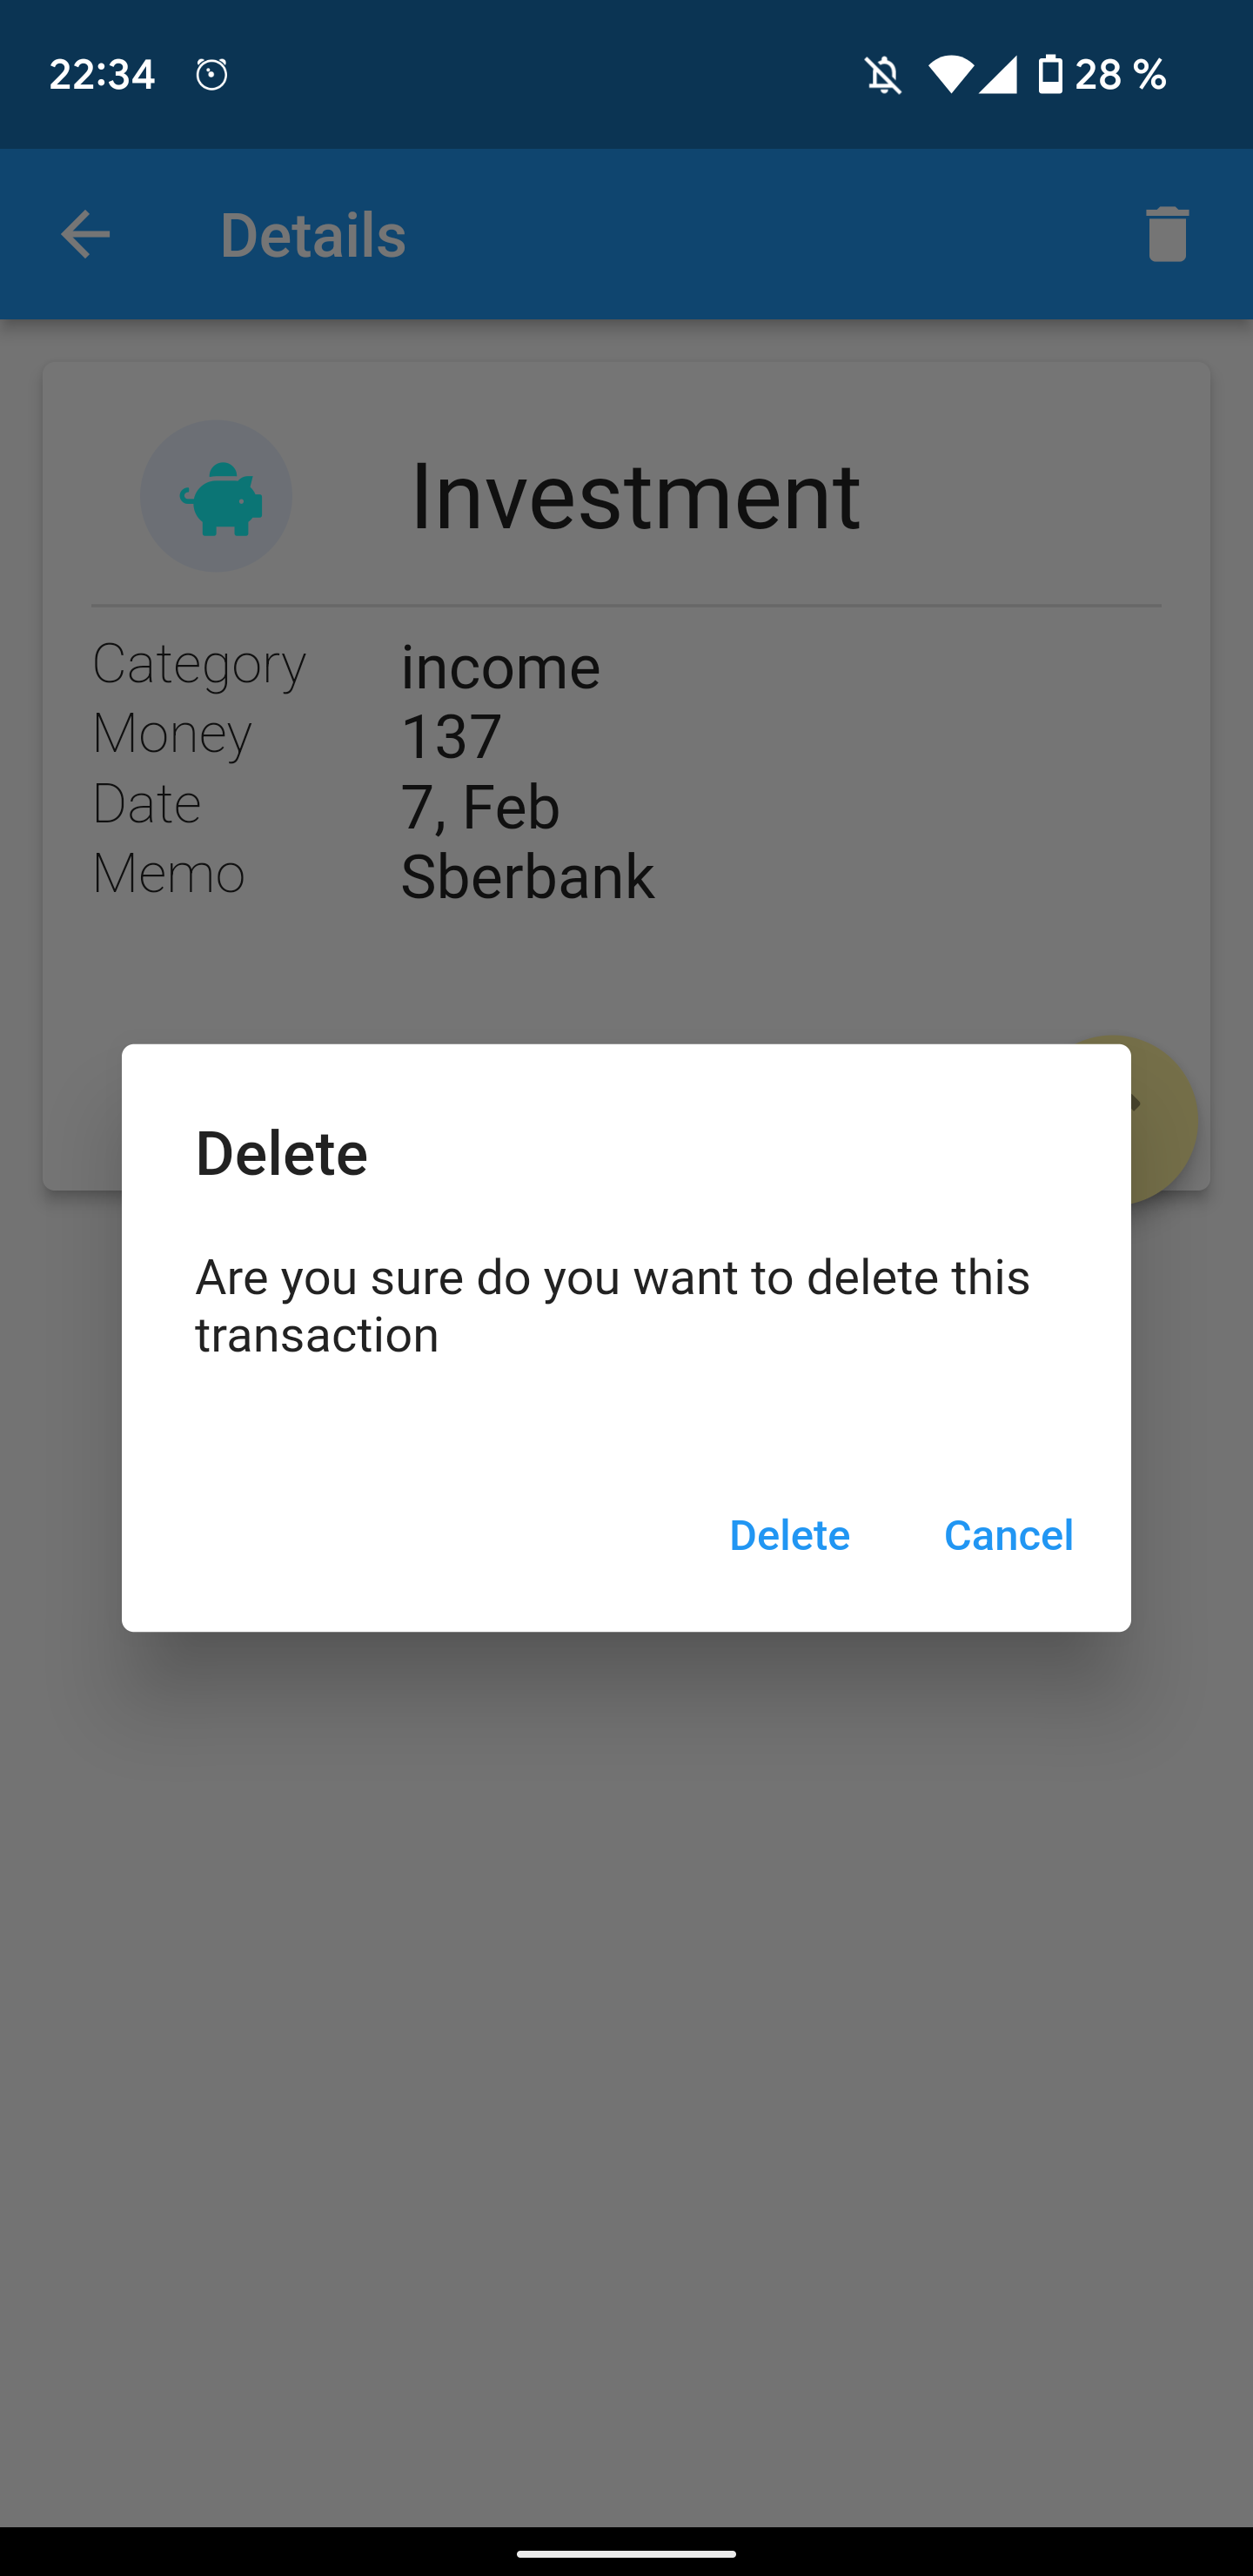 22:34 28 %
Details
Investment
Category income
Money 137
Date 7, Feb
Memo Sberbank
Delete
Are you sure do you want to delete this
transaction
Delete Cancel